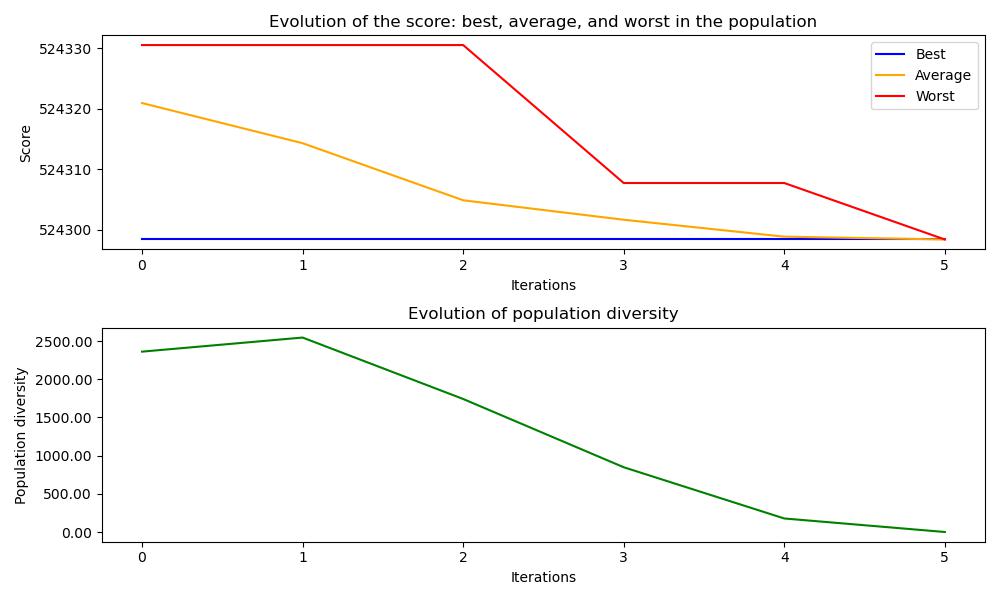 Evolution of the score: best, average, and worst in the population
524330
524320
524310
524300
Score
Best
Average
Worst
0 1 2 3 4 5
Iterations
Evolution of population diversity
2500.00
2000.00
1500.00
1000.00
500.00
0.00
Population diversity
0 1 2 3 4 5
Iterations